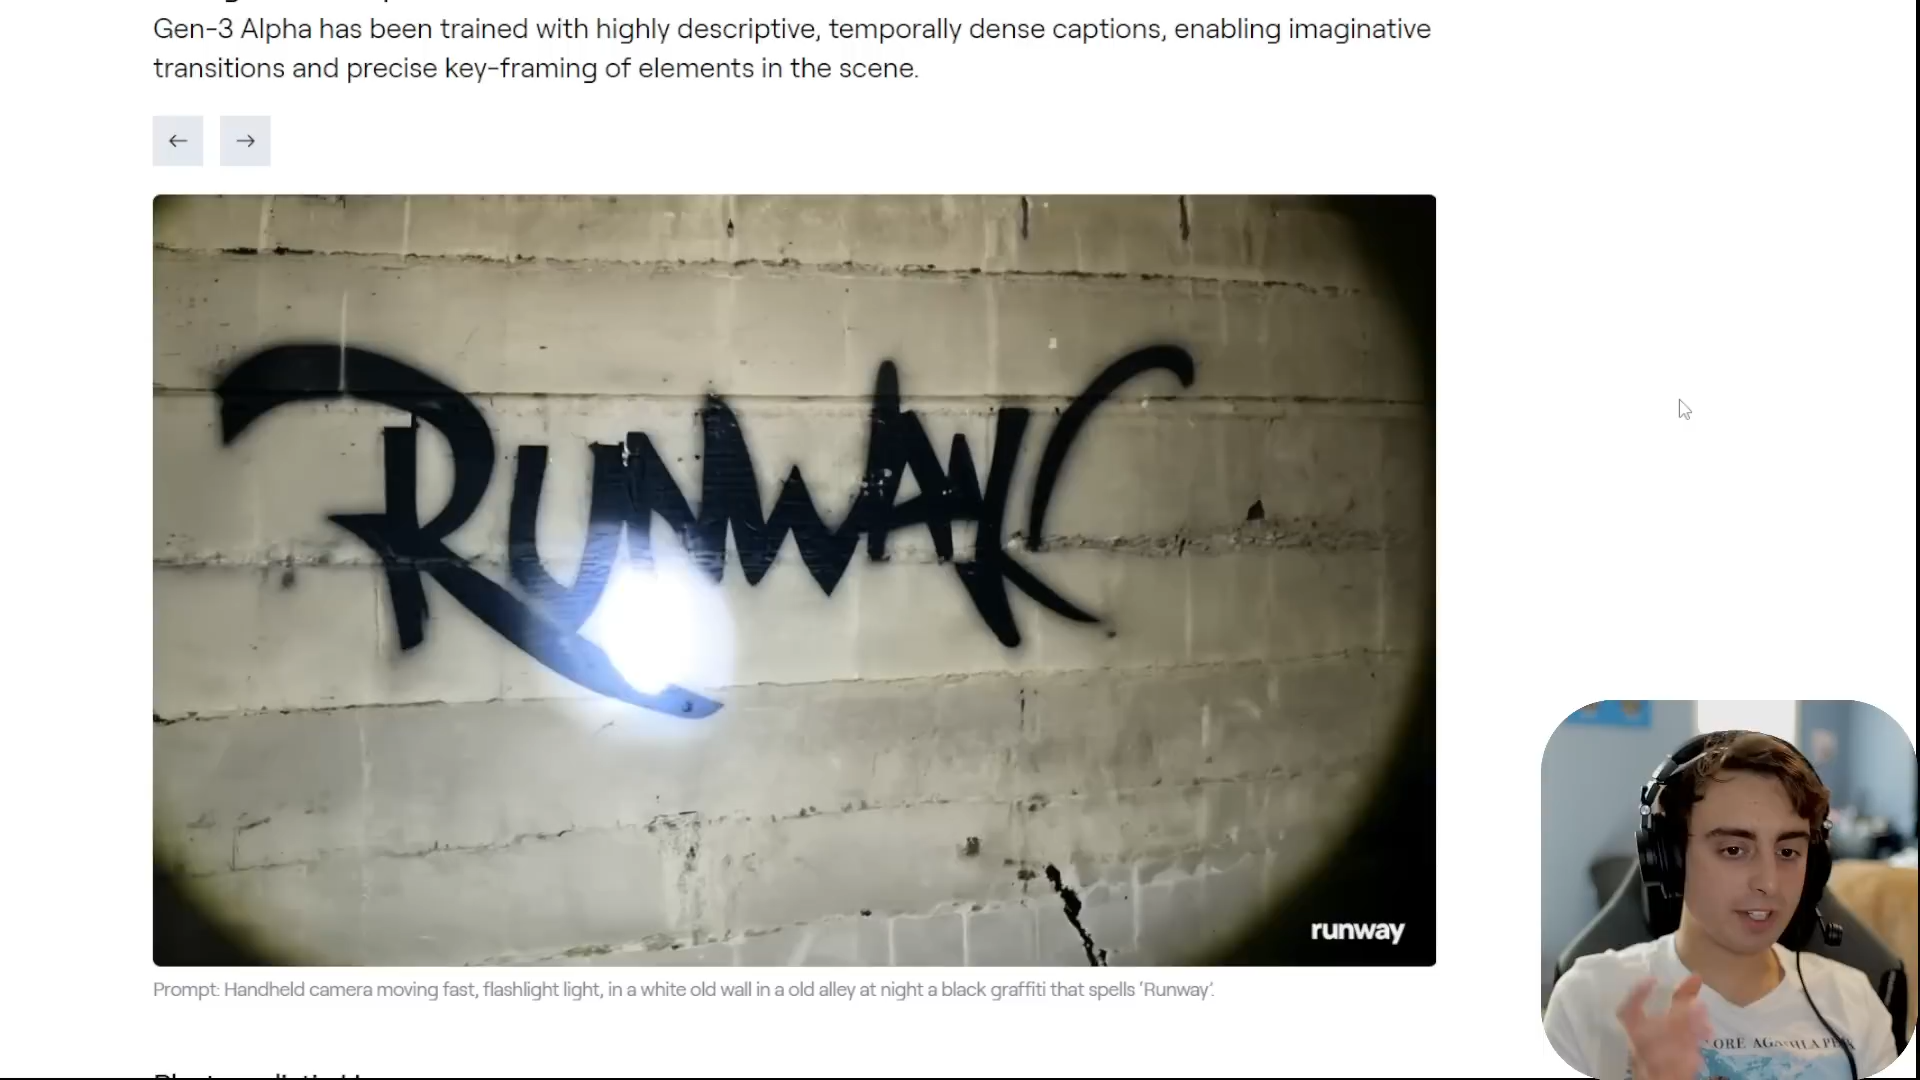 Gen-3 Alpha has been trained with highly descriptive, temporally dense captions, enabling imaginative
transitions and precise key-framing of elements in the scene.
RUNWAY
runway
Prompt: Handheld camera moving fast, flashlight light, in a white old wall in a old alley at night a black graffiti that spells ‘Runway’.